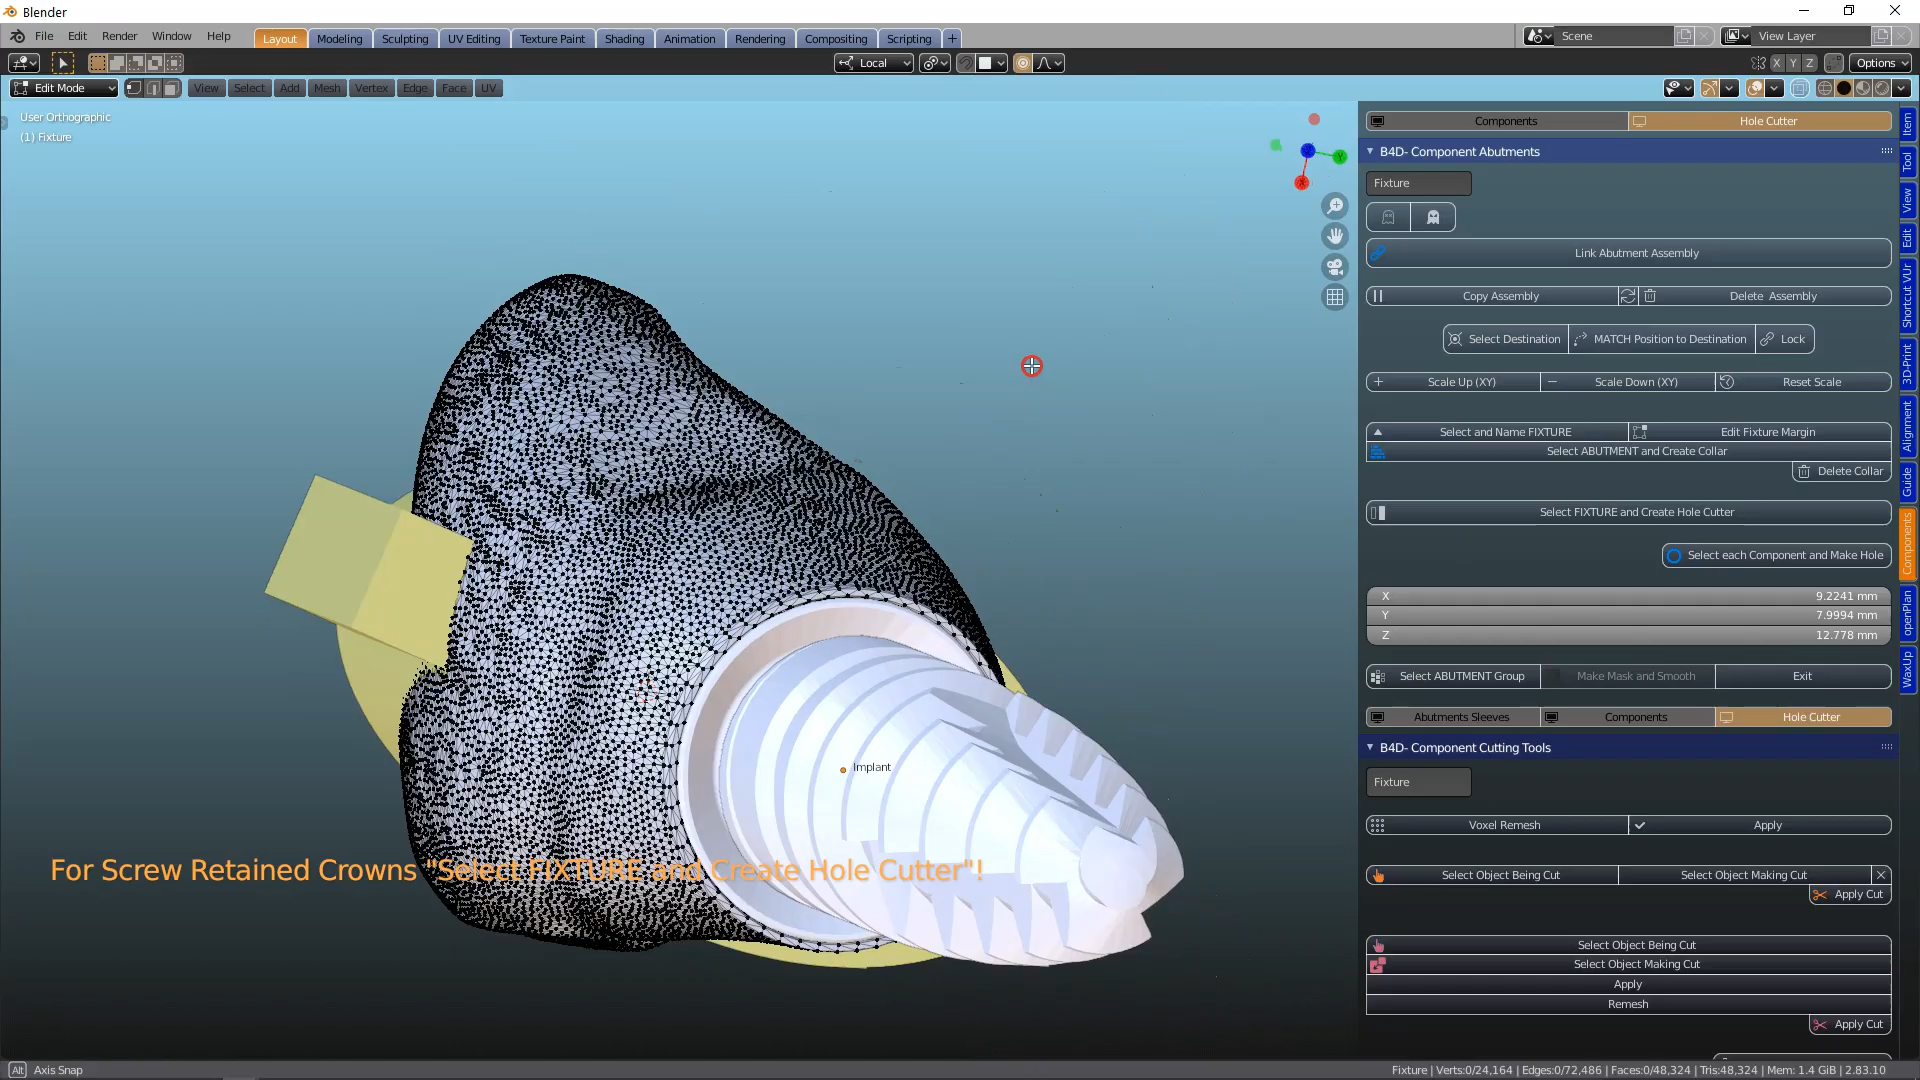 Blender
File Edit Render Window Help
Layout Modeling Sculpting UV Editing Texture Paint Shading Animation Rendering Compositing Scripting +
Scene
View Layer
Local
X Y Z
Options
Edit Mode
View Select Add Mesh Vertex Edge Face UV
User Orthographic
(1) Fixture
Implant
For Screw Retained Crowns "Select FIXTURE and Create Hole Cutter"!
Components Hole Cutter
B4D- Component Abutments
Fixture
Link Abutment Assembly
Copy Assembly Delete Assembly
Select Destination MATCH Position to Destination Lock
Scale Up (XY) Scale Down (XY) Reset Scale
Select and Name FIXTURE Edit Fixture Margin
Select ABUTMENT and Create Collar
Delete Collar
Select FIXTURE and Create Hole Cutter
Select each Component and Make Hole
X 9.2241 mm
Y 7.9994 mm
Z 12.778 mm
Select ABUTMENT Group Make Mask and Smooth Exit
Abutments Sleeves Components Hole Cutter
B4D- Component Cutting Tools
Fixture
Voxel Remesh Apply
Select Object Being Cut Select Object Making Cut
Apply Cut
Select Object Being Cut
Select Object Making Cut
Apply
Remesh
Apply Cut
Item
Tool
View
Edit
Shortcut VUr
3D-Print
Alignment
Guide
Components
openPlan
WaxUp
Alt Axis Snap
Fixture | Verts:0/24,164 | Edges:0/72,486 | Faces:0/48,324 | Tris:48,324 | Mem: 1.4 GiB | 2.83.10